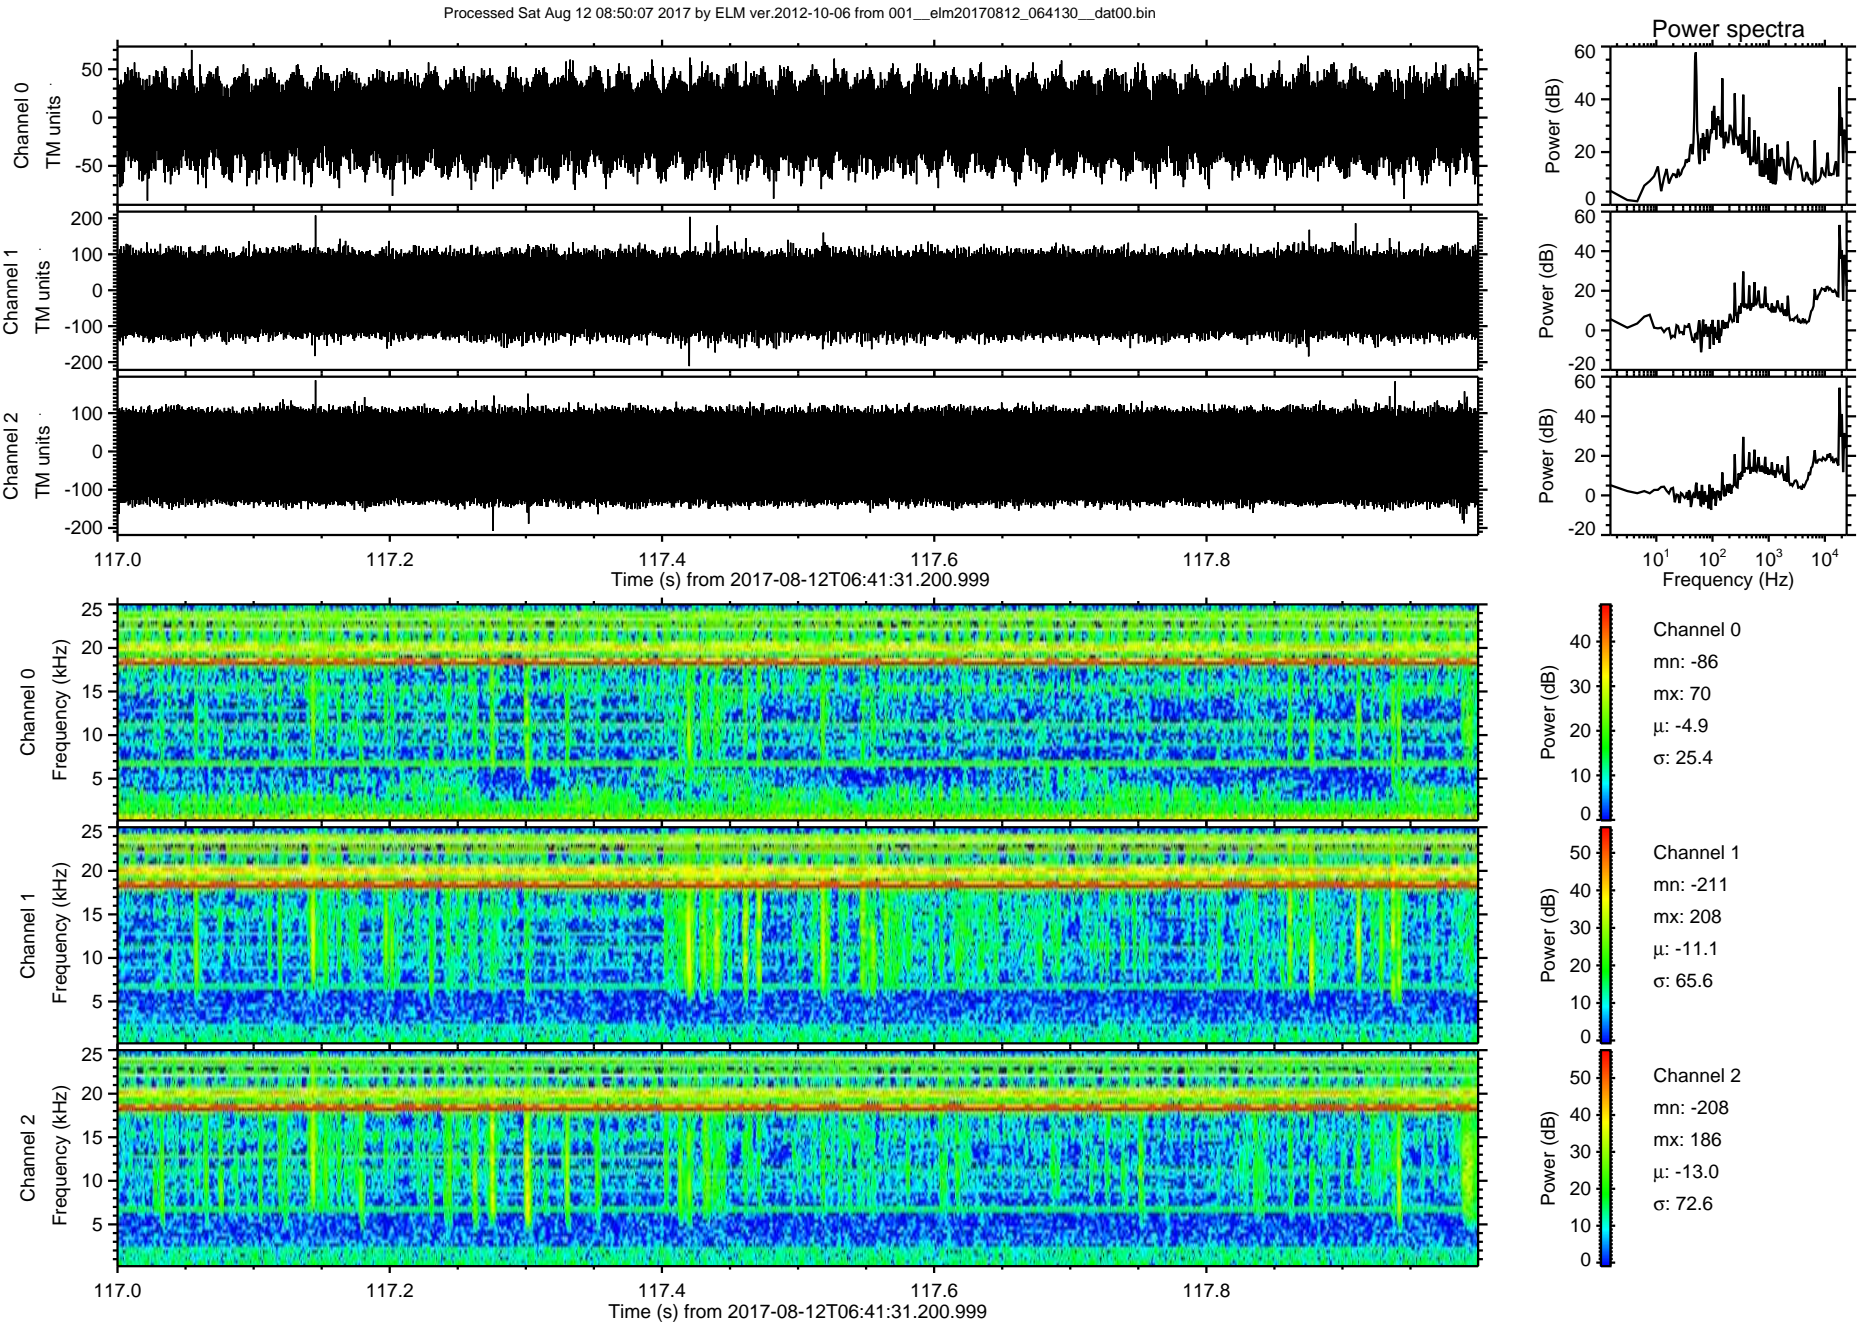 Processed Sat Aug 12 08:50:07 2017 by ELM ver.2012-10-06 from 001__elm20170812_064130__dat00.bin
Power spectra
Channel 0
TM units
50
0
-50
Power (dB)
60
40
20
0
Channel 1
TM units
200
100
0
-100
-200
Power (dB)
60
40
20
0
-20
Channel 2
TM units
100
0
-100
-200
Power (dB)
60
40
20
0
-20
117.0 117.2 117.4 117.6 117.8
Time (s) from 2017-08-12T06:41:31.200.999
10^1 10^2 10^3 10^4
Frequency (Hz)
Channel 0
Frequency (kHz)
25
20
15
10
5
Power (dB)
40
30
20
10
0
Channel 0
mn: -86
mx: 70
μ: -4.9
σ: 25.4
Channel 1
Frequency (kHz)
25
20
15
10
5
Power (dB)
50
40
30
20
10
0
Channel 1
mn: -211
mx: 208
μ: -11.1
σ: 65.6
Channel 2
Frequency (kHz)
25
20
15
10
5
Power (dB)
50
40
30
20
10
0
Channel 2
mn: -208
mx: 186
μ: -13.0
σ: 72.6
117.0 117.2 117.4 117.6 117.8
Time (s) from 2017-08-12T06:41:31.200.999